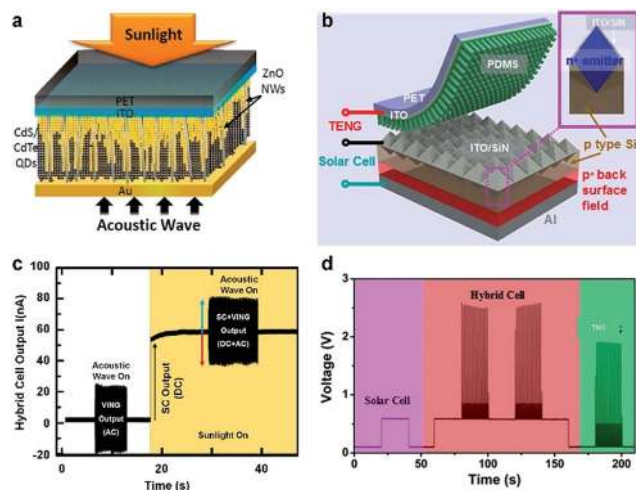 a
Sunlight
ZnO
NWs
PET
ITO
CdS/
CdTe
QDs
Au
Acoustic Wave
b
ITO/SiN
n+ emitter
PDMS
PET
ITO
TENG
ITO/SiN
p type Si
Solar Cell
p+ back
surface
field
Al
c
Hybrid Cell Output I(nA)
100
80
60
40
20
0
-20
Acoustic
Wave On
SC+VING
Output
(DC+AC)
Acoustic
Wave On
VING
Output
(AC)
SC Output
(DC)
Sunlight On
0
20
40
Time (s)
d
Voltage (V)
3
2
1
0
Hybrid Cell
Solar Cell
0
50
100
150
200
Time (s)